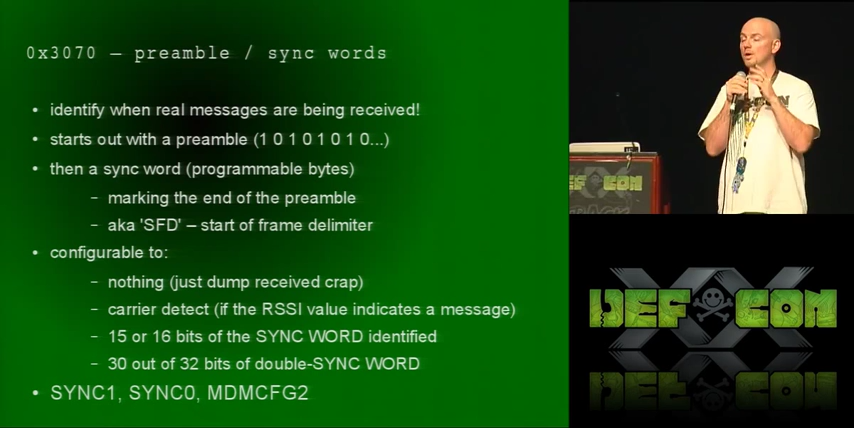 0x3070 – preamble / sync words
• identify when real messages are being received!
• starts out with a preamble (1 0 1 0 1 0 1 0...)
• then a sync word (programmable bytes)
– marking the end of the preamble
– aka 'SFD' – start of frame delimiter
• configurable to:
– nothing (just dump received crap)
– carrier detect (if the RSSI value indicates a message)
– 15 or 16 bits of the SYNC WORD identified
– 30 out of 32 bits of double-SYNC WORD
• SYNC1, SYNC0, MDMCFG2
DEF CON
XX